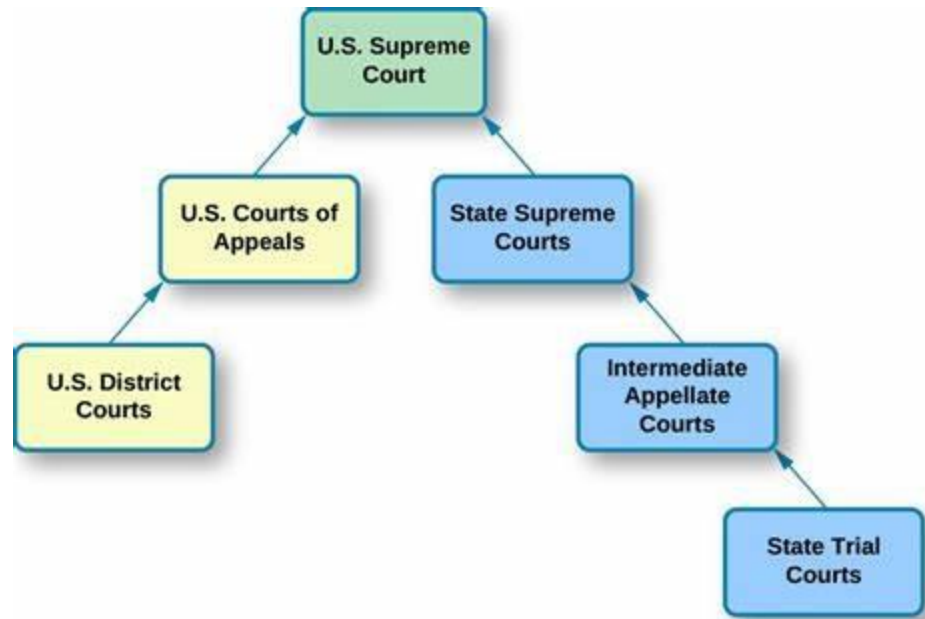 U.S. Supreme
Court
U.S. Courts of
Appeals
State Supreme
Courts
U.S. District
Courts
Intermediate
Appellate
Courts
State Trial
Courts